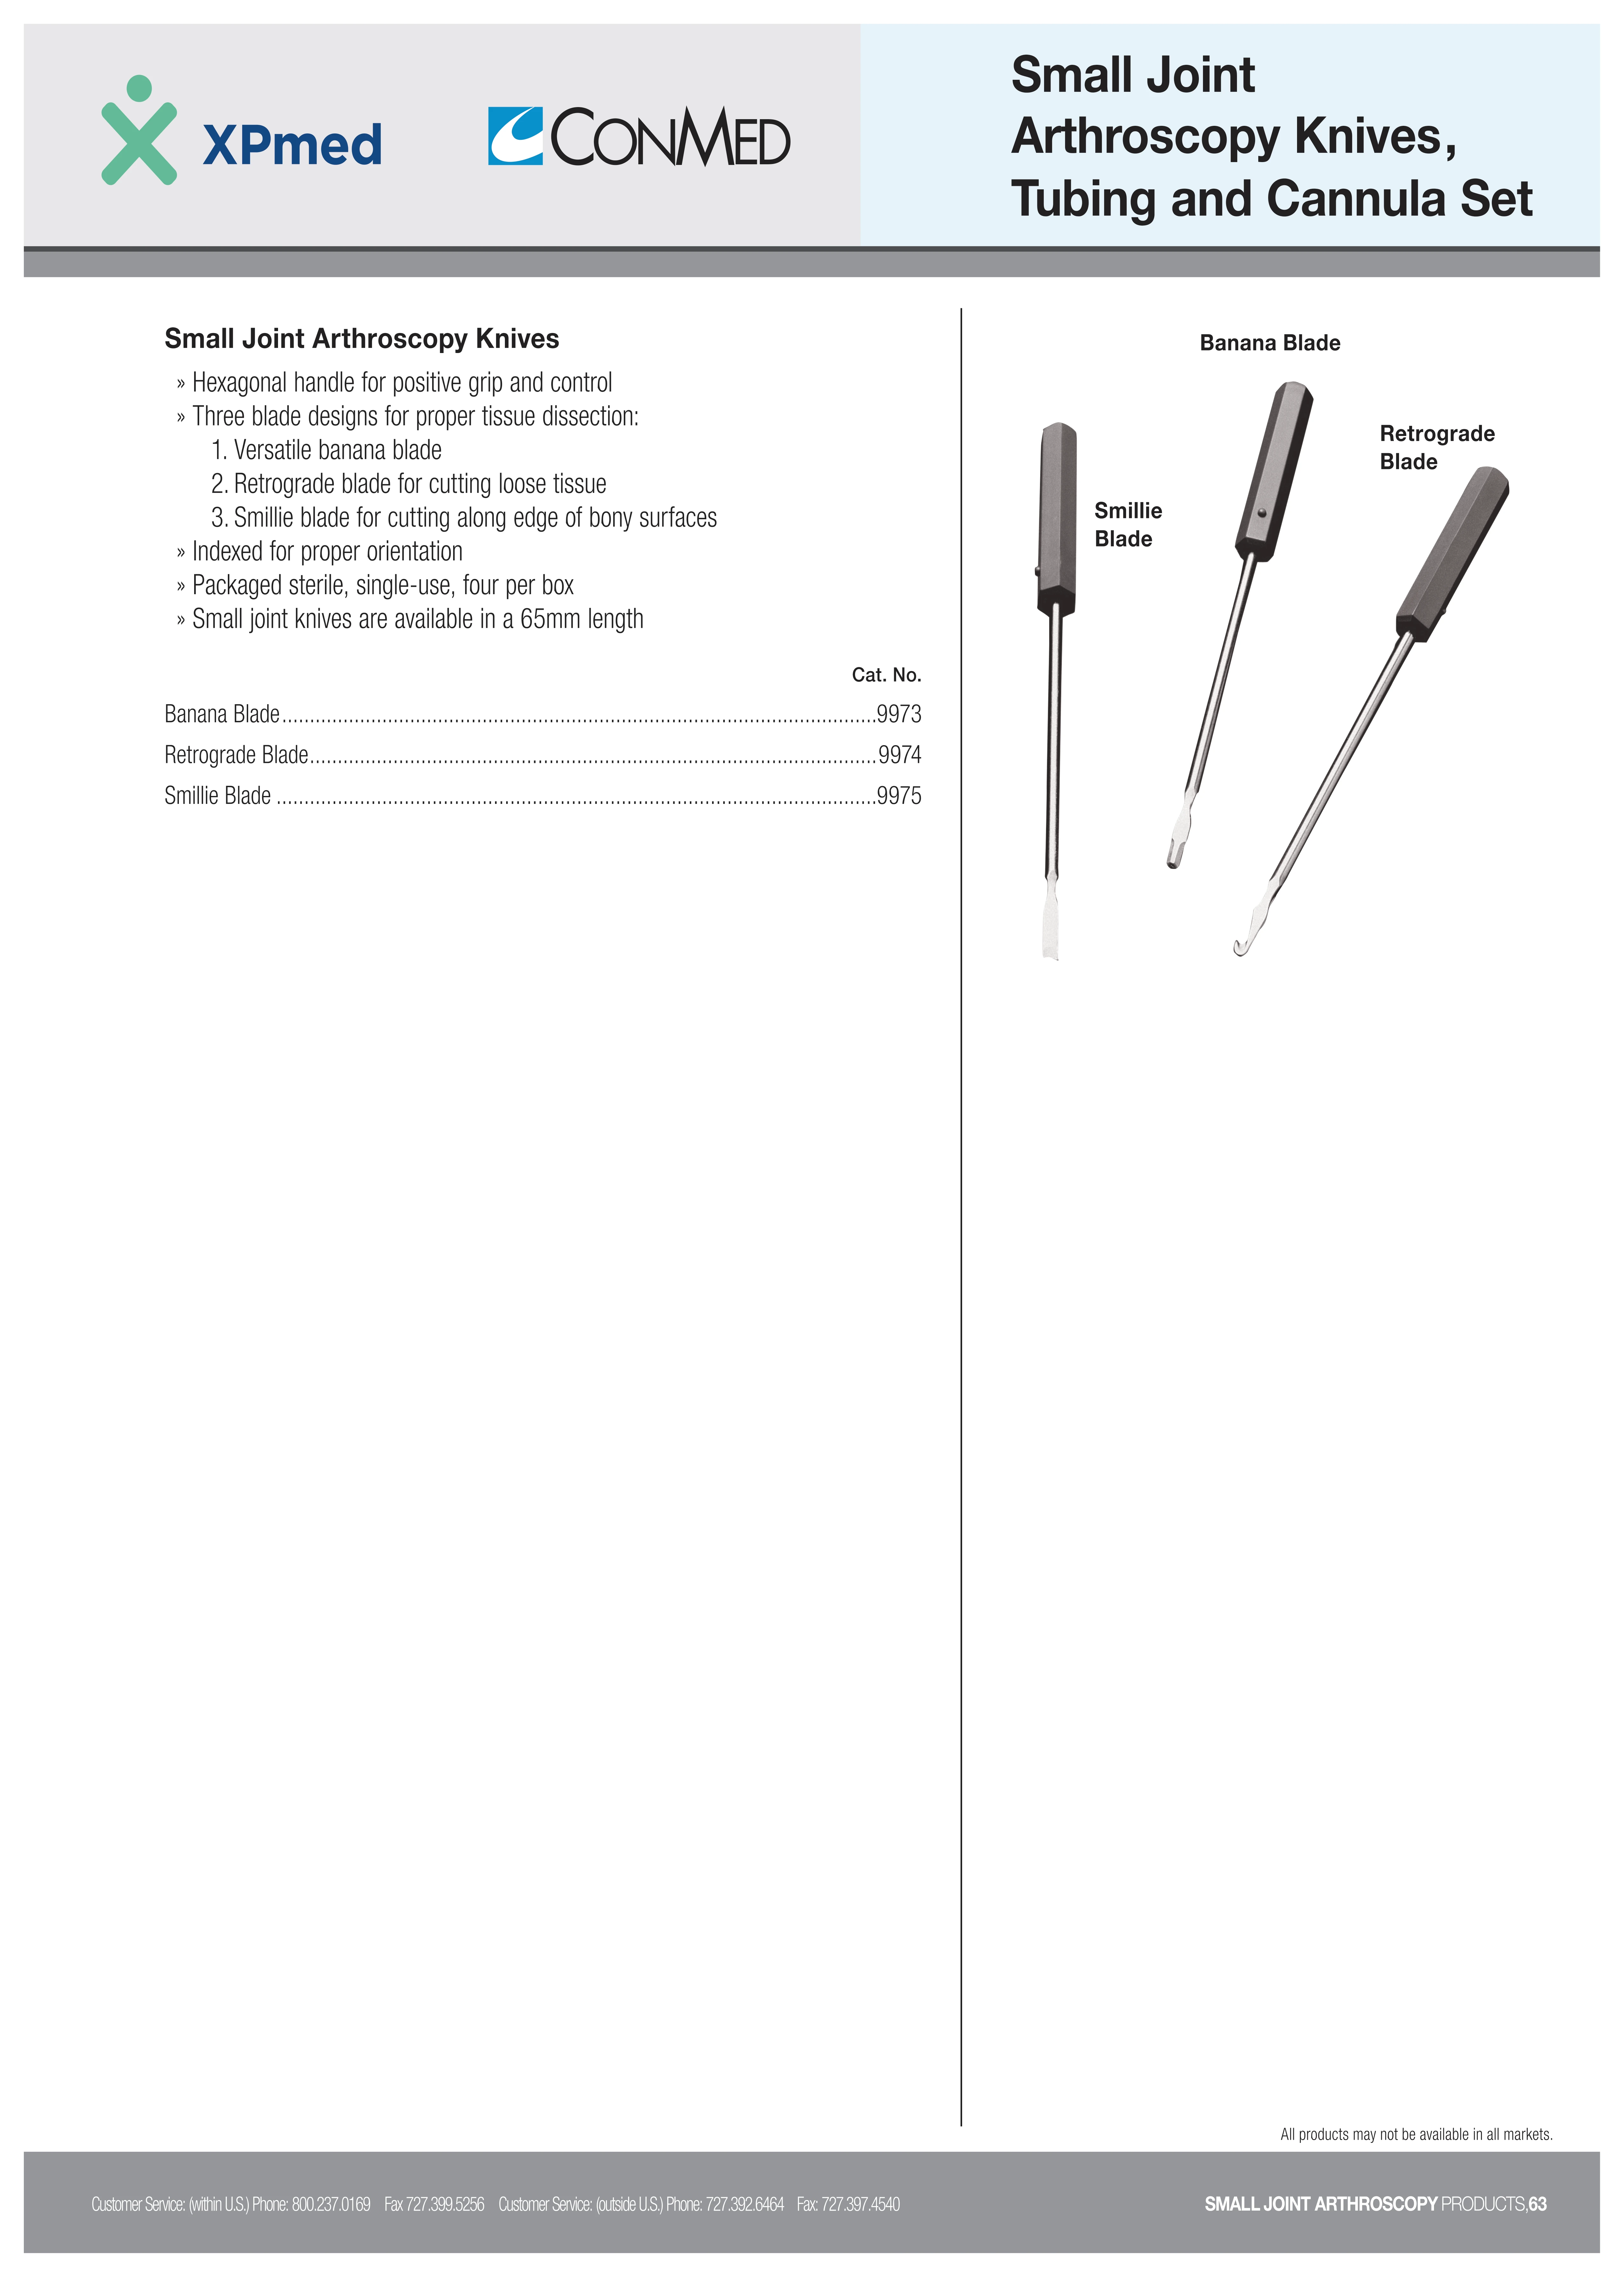 XPmed
CONMED
Small Joint
Arthroscopy Knives,
Tubing and Cannula Set
Small Joint Arthroscopy Knives
» Hexagonal handle for positive grip and control
» Three blade designs for proper tissue dissection:
1. Versatile banana blade
2. Retrograde blade for cutting loose tissue
3. Smillie blade for cutting along edge of bony surfaces
» Indexed for proper orientation
» Packaged sterile, single-use, four per box
» Small joint knives are available in a 65mm length
Cat. No.
Banana Blade....................9973
Retrograde Blade....................9974
Smillie Blade ....................9975
Banana Blade
Retrograde
Blade
Smillie
Blade
All products may not be available in all markets.
Customer Service: (within U.S.) Phone: 800.237.0169 Fax 727.399.5256 Customer Service: (outside U.S.) Phone: 727.392.6464 Fax: 727.397.4540
SMALL JOINT ARTHROSCOPY PRODUCTS,63